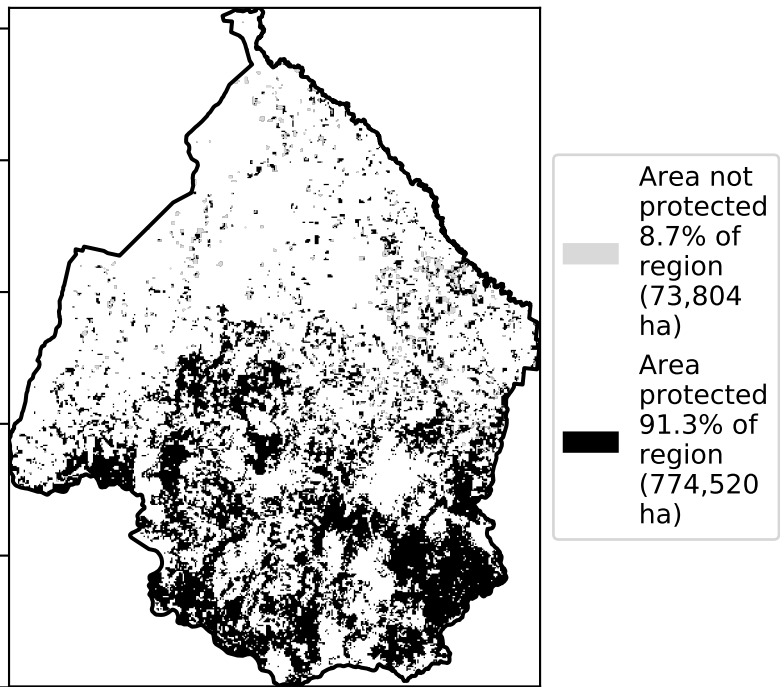 Area not
protected
8.7% of
region
(73,804
ha)
Area
protected
91.3% of
region
(774,520
ha)